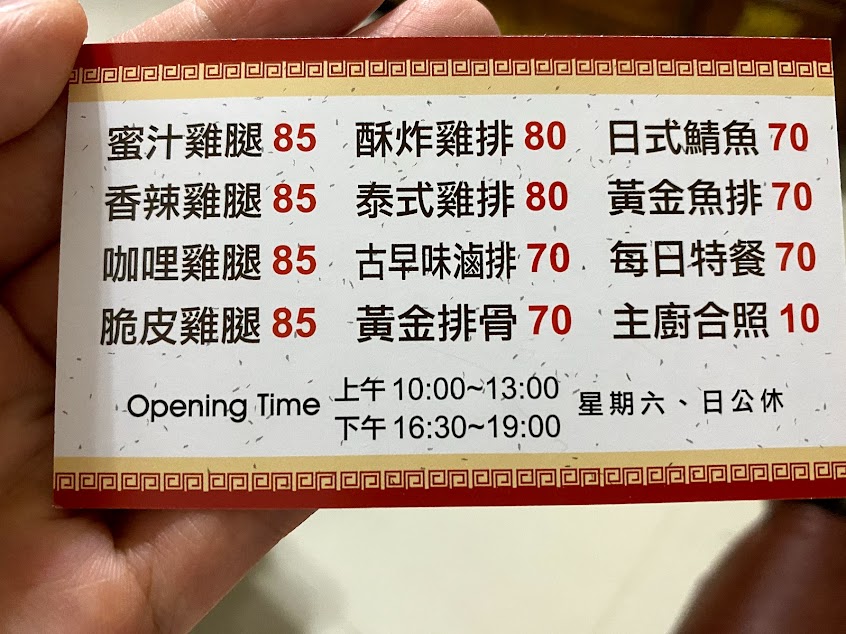 蜜汁雞腿 85 酥炸雞排 80 日式鯖魚 70
香辣雞腿 85 泰式雞排 80 黃金魚排 70
咖哩雞腿 85 古早味滷排 70 每日特餐 70
脆皮雞腿 85 黃金排骨 70 主廚合照 10
Opening Time 上午 10:00~13:00 星期六、日公休
下午 16:30~19:00